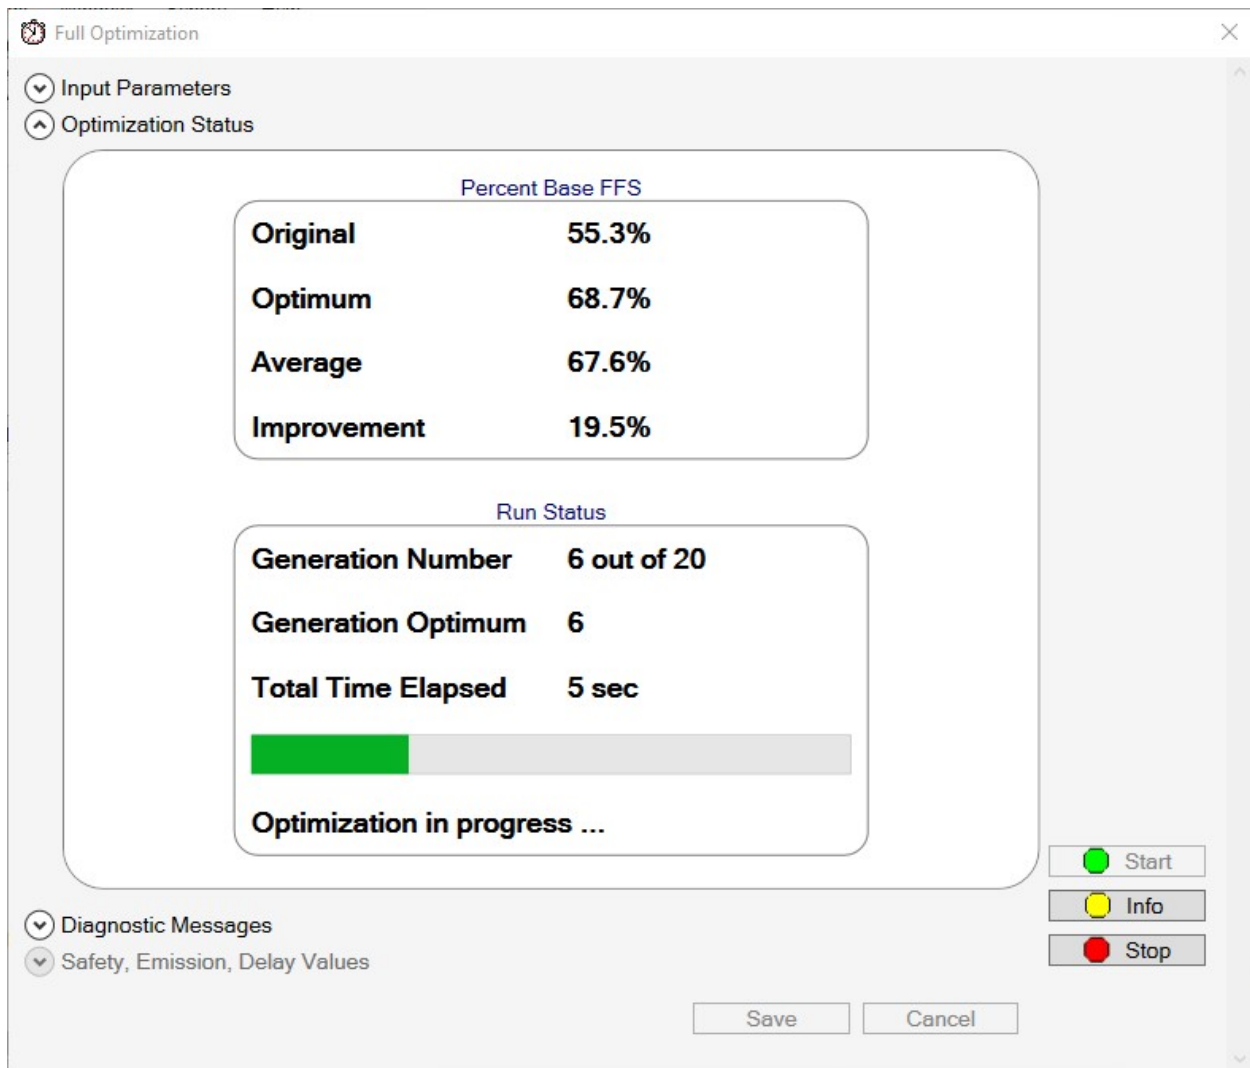 Full Optimization
Input Parameters
Optimization Status
Percent Base FFS
Original 55.3%
Optimum 68.7%
Average 67.6%
Improvement 19.5%
Run Status
Generation Number 6 out of 20
Generation Optimum 6
Total Time Elapsed 5 sec
Optimization in progress ...
Start
Info
Stop
Diagnostic Messages
Safety, Emission, Delay Values
Save Cancel